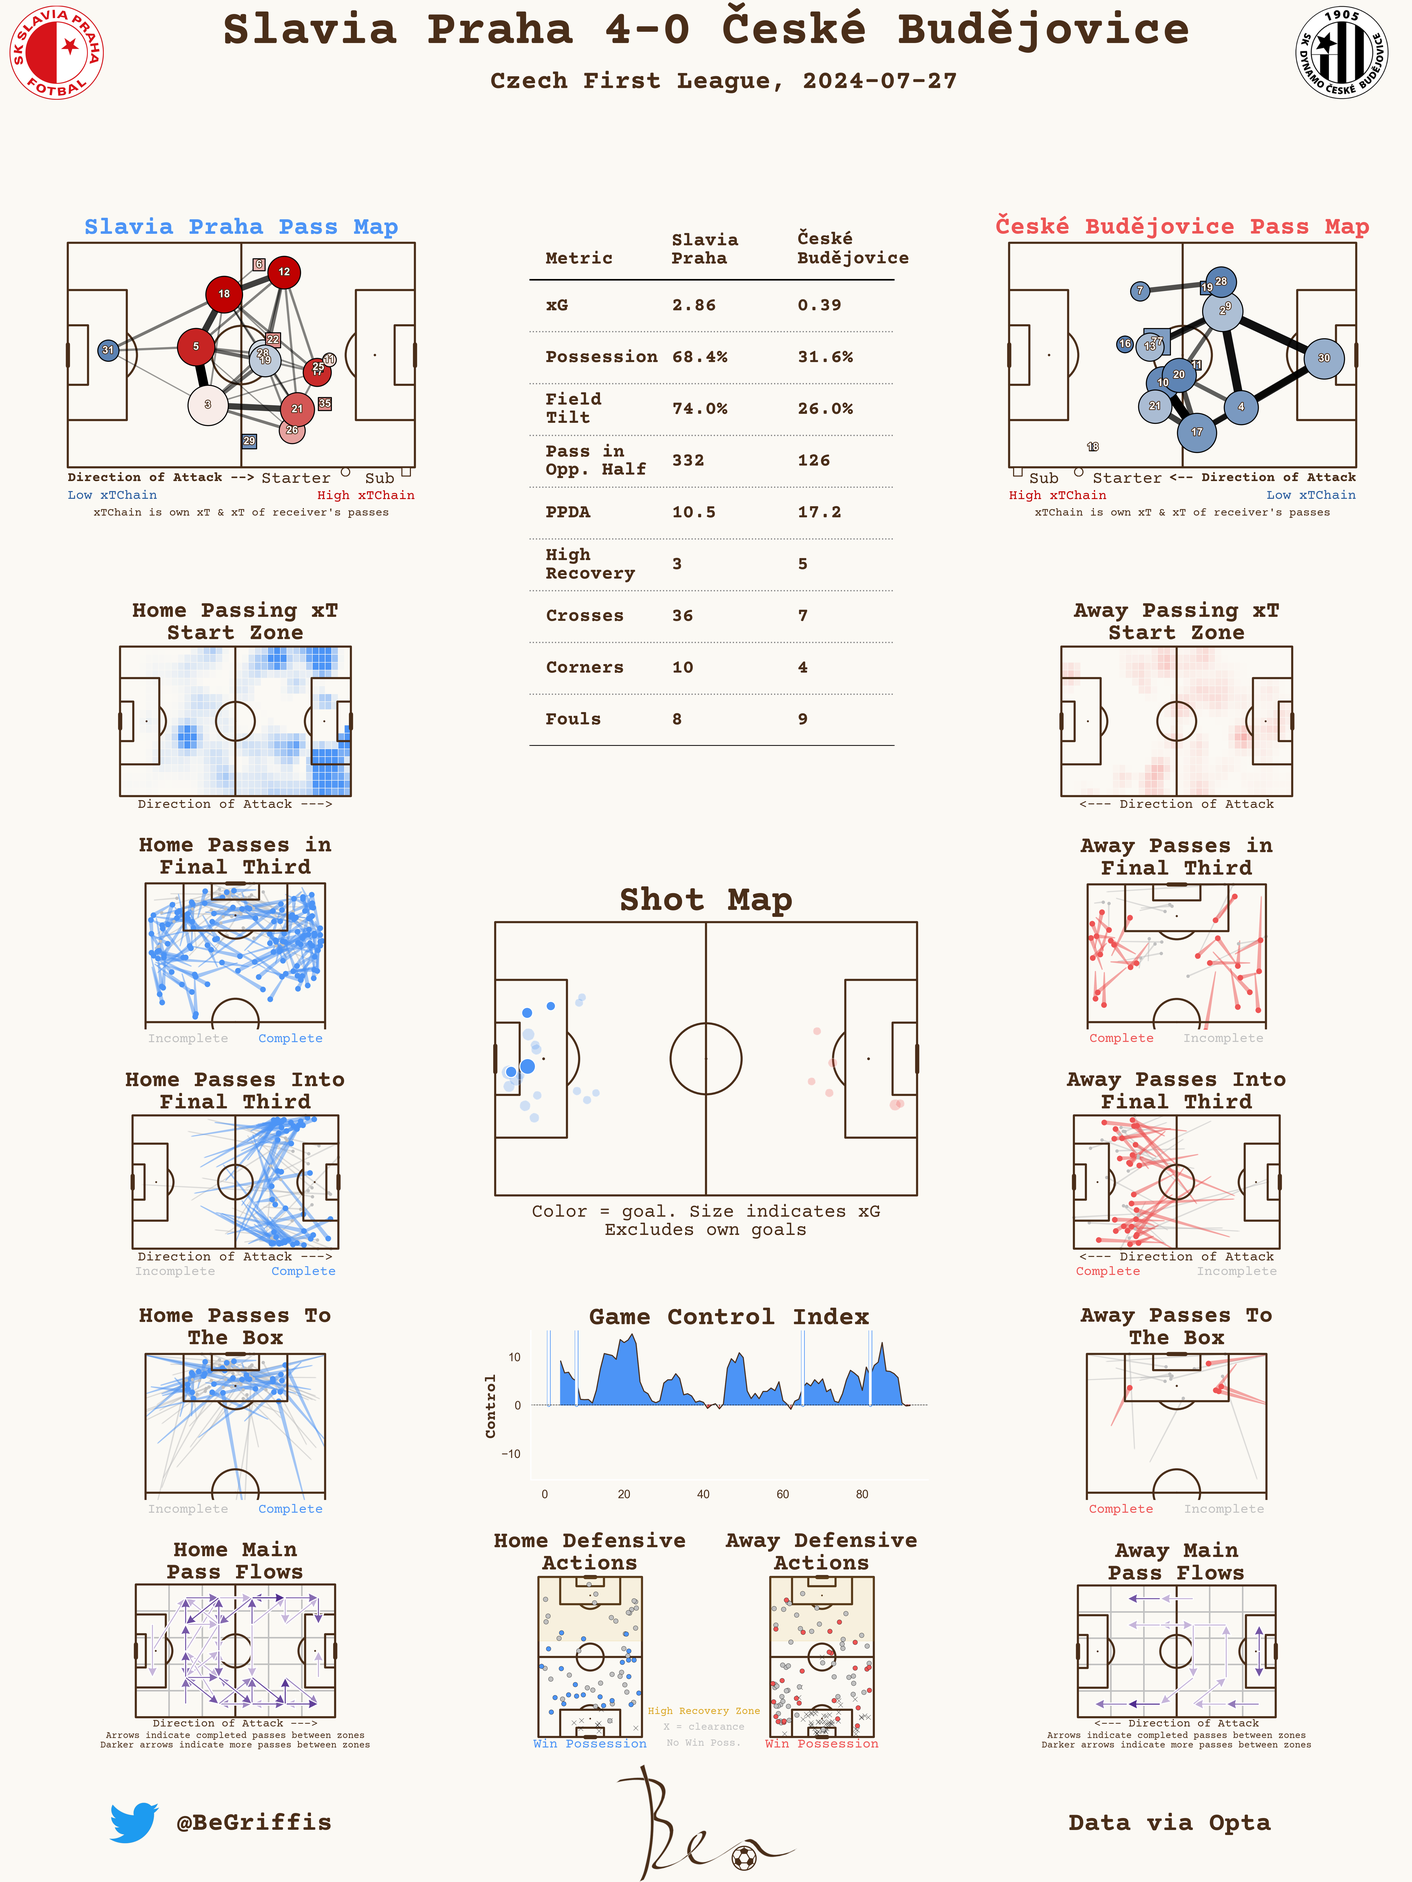 Slavia Praha 4-0 České Budějovice
Czech First League, 2024-07-27
SK SLAVIA PRAHA
FOTBAL
1905
SK DYNAMO ČESKÉ BUDĚJOVICE
Slavia Praha Pass Map
6
12
18
22
31
5
28
19
11
25
17
3
21
35
26
29
Direction of Attack --> Starter Sub
Low xTChain High xTChain
xTChain is own xT & xT of receiver's passes
Metric Slavia Praha České Budějovice
xG 2.86 0.39
Possession 68.4% 31.6%
Field Tilt 74.0% 26.0%
Pass in Opp. Half 332 126
PPDA 10.5 17.2
High Recovery 3 5
Crosses 36 7
Corners 10 4
Fouls 8 9
České Budějovice Pass Map
7
19
28
2
9
16
13
11
30
10
20
21
4
17
18
Sub Starter <-- Direction of Attack
High xTChain Low xTChain
xTChain is own xT & xT of receiver's passes
Home Passing xT
Start Zone
Direction of Attack --->
Away Passing xT
Start Zone
<--- Direction of Attack
Home Passes in
Final Third
Incomplete Complete
Away Passes in
Final Third
Complete Incomplete
Shot Map
Color = goal. Size indicates xG
Excludes own goals
Home Passes Into
Final Third
Direction of Attack --->
Incomplete Complete
Away Passes Into
Final Third
<--- Direction of Attack
Complete Incomplete
Home Passes To
The Box
Incomplete Complete
Game Control Index
Control
10
0
−10
0 20 40 60 80
Away Passes To
The Box
Complete Incomplete
Home Main
Pass Flows
Direction of Attack --->
Arrows indicate completed passes between zones
Darker arrows indicate more passes between zones
Home Defensive
Actions
Win Possession
High Recovery Zone
X = clearance
No Win Poss.
Away Defensive
Actions
Win Possession
Away Main
Pass Flows
<--- Direction of Attack
Arrows indicate completed passes between zones
Darker arrows indicate more passes between zones
@BeGriffis
Ben
Data via Opta